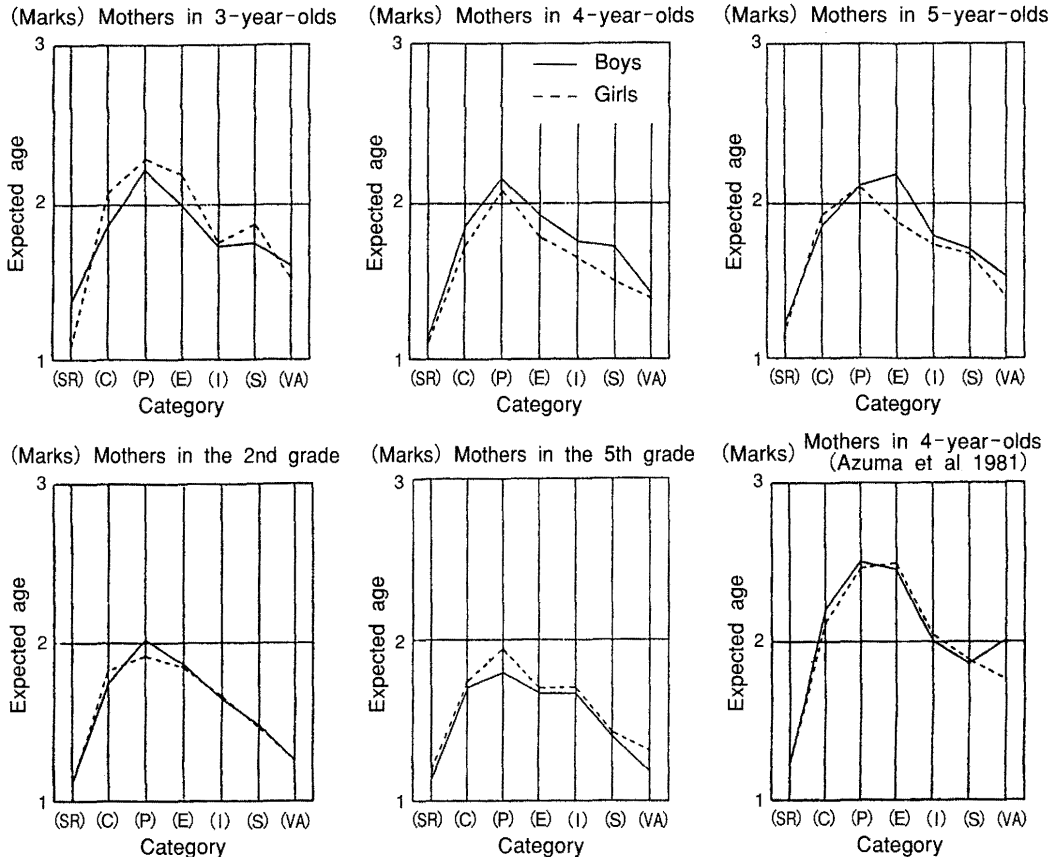 (Marks) Mothers in 3-year-olds
3
2
1
Expected age
(SR) (C) (P) (E) (I) (S) (VA)
Category
(Marks) Mothers in 4-year-olds
3
2
1
Boys
Girls
Expected age
(SR) (C) (P) (E) (I) (S) (VA)
Category
(Marks) Mothers in 5-year-olds
3
2
1
Expected age
(SR) (C) (P) (E) (I) (S) (VA)
Category
(Marks) Mothers in the 2nd grade
3
2
1
Expected age
(SR) (C) (P) (E) (I) (S) (VA)
Category
(Marks) Mothers in the 5th grade
3
2
1
Expected age
(SR) (C) (P) (E) (I) (S) (VA)
Category
(Marks) Mothers in 4-year-olds
(Azuma et al 1981)
3
2
1
Expected age
(SR) (C) (P) (E) (I) (S) (VA)
Category